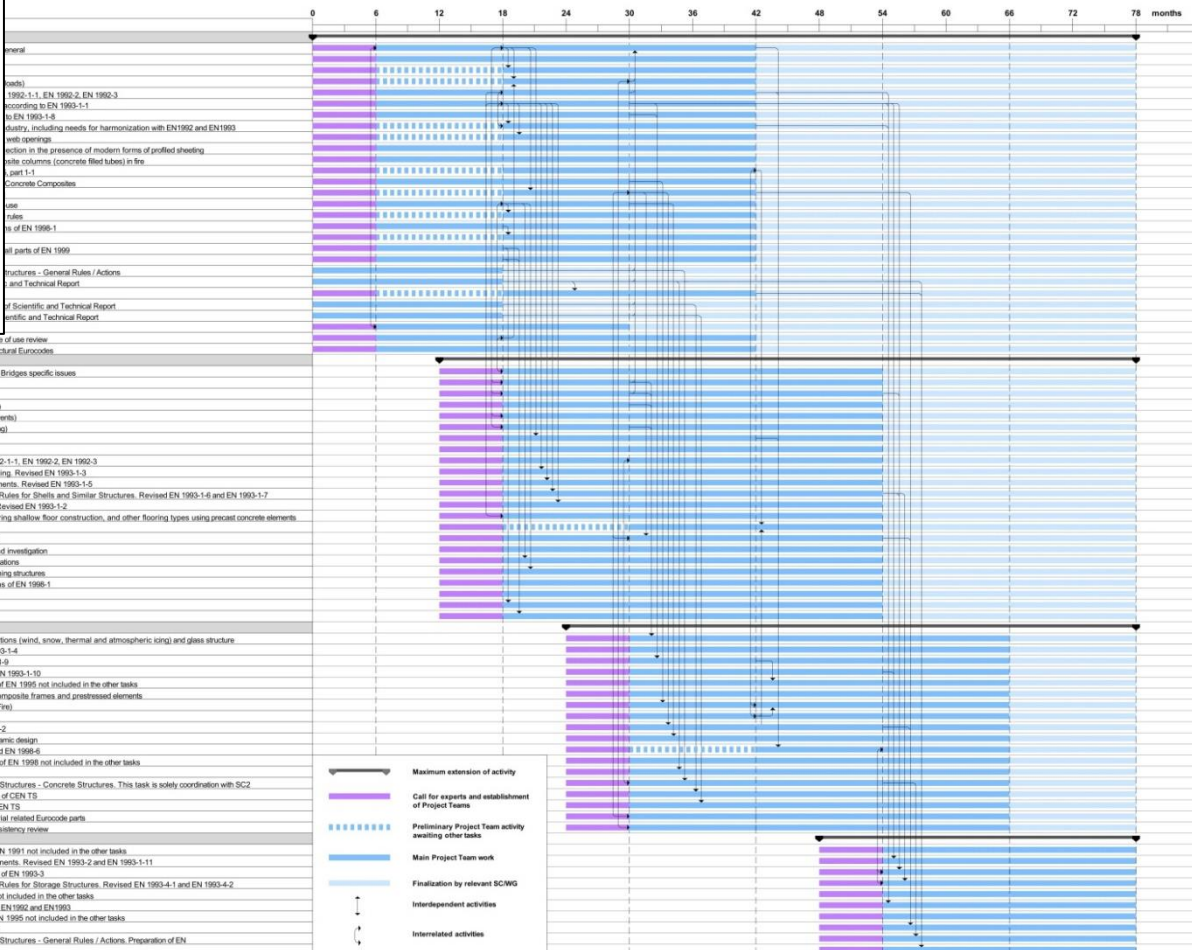 0 6 12 18 24 30 36 42 48 54 60 66 72 78 months
eneral
loads)
1992-1-1, EN 1992-2, EN 1992-3
according to EN 1993-1-1
to EN 1993-1-8
ndustry, including needs for harmonization with EN1992 and EN1993
web openings
ection in the presence of modern forms of profiled sheeting
osite columns (concrete filled tubes) in fire
, part 1-1
Concrete Composites
use
rules
ns of EN 1998-1
all parts of EN 1999
tructures - General Rules / Actions
c and Technical Report
of Scientific and Technical Report
entific and Technical Report
e of use review
ctural Eurocodes
Bridges specific issues
)
ents)
g)
2-1-1, EN 1992-2, EN 1992-3
ing. Revised EN 1993-1-3
nents. Revised EN 1993-1-5
Rules for Shells and Similar Structures. Revised EN 1993-1-6 and EN 1993-1-7
Revised EN 1993-1-2
ring shallow floor construction, and other flooring types using precast concrete elements
d investigation
ations
ning structures
ns of EN 1998-1
tions (wind, snow, thermal and atmospheric icing) and glass structure
3-1-4
1-9
N 1993-1-10
of EN 1995 not included in the other tasks
omposite frames and prestressed elements
Fire)
-2
amic design
d EN 1998-6
of EN 1998 not included in the other tasks
Structures - Concrete Structures. This task is solely coordination with SC2
of CEN TS
EN TS
rial related Eurocode parts
sistency review
N 1991 not included in the other tasks
nents. Revised EN 1993-2 and EN 1993-1-11
of EN 1993-3
Rules for Storage Structures. Revised EN 1993-4-1 and EN 1993-4-2
ot included in the other tasks
EN1992 and EN1993
N 1995 not included in the other tasks
Structures - General Rules / Actions. Preparation of EN
Maximum extension of activity
Call for experts and establishment
of Project Teams
Preliminary Project Team activity
awaiting other tasks
Main Project Team work
Finalization by relevant SC/WG
Interdependent activities
Interrelated activities